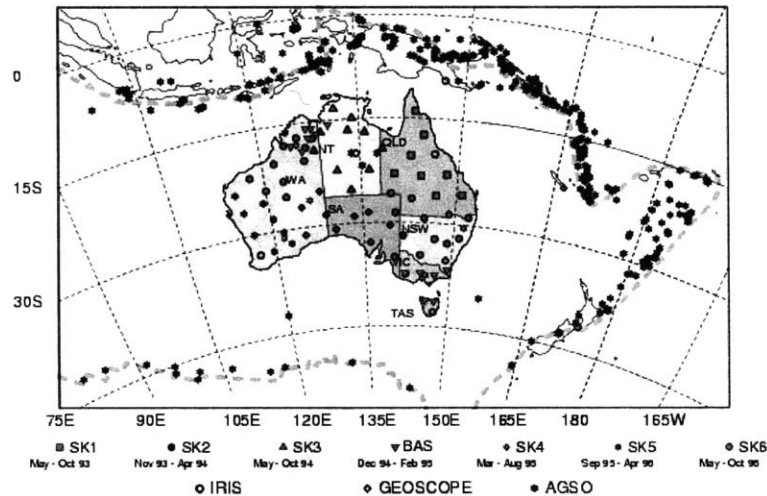 0
NT
QLD
15S
WA
SA
NSW
VIC
30S
TAS
75E 90E 105E 120E 135E 150E 165E 180 165W
SK1 SK2 SK3 BAS SK4 SK5 SK6
May - Oct 93 Nov 93 - Apr 94 May - Oct 94 Dec 94 - Feb 95 Mar - Aug 95 Sep 95 - Apr 96 May - Oct 96
IRIS GEOSCOPE AGSO